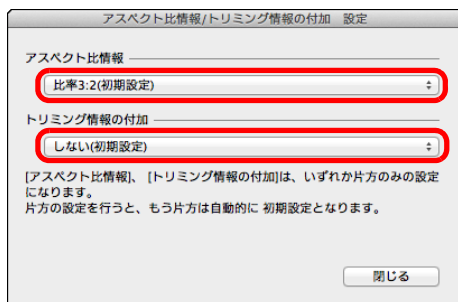 アスペクト比情報/トリミング情報の付加　設定
アスペクト比情報
比率3:2(初期設定)
トリミング情報の付加
しない(初期設定)
[アスペクト比情報]、[トリミング情報の付加]は、いずれか片方のみの設定
になります。
片方の設定を行うと、もう片方は自動的に 初期設定となります。
閉じる